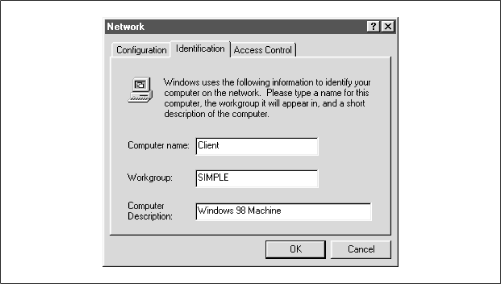 Network
Configuration Identification Access Control
Windows uses the following information to identify your
computer on the network. Please type a name for this
computer, the workgroup it will appear in, and a short
description of the computer.
Computer name: Client
Workgroup: SIMPLE
Computer
Description: Windows 98 Machine
OK Cancel